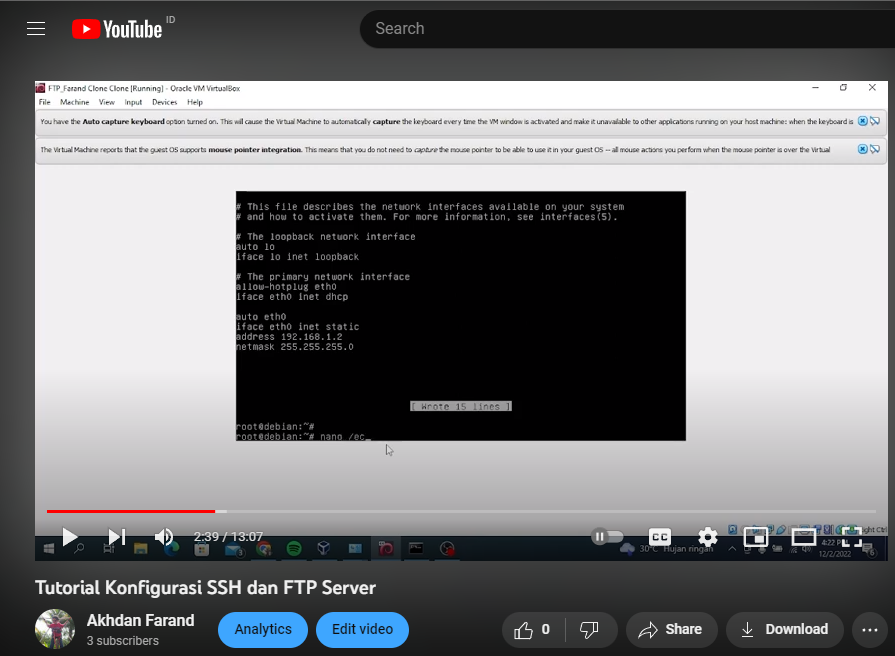 YouTube ID
Search
FTP_Farand Clone Clone [Running] - Oracle VM VirtualBox
File Machine View Input Devices Help
You have the Auto capture keyboard option turned on. This will cause the Virtual Machine to automatically capture the keyboard every time the VM window is activated and make it unavailable to other applications running on your host machine: when the keyboard is
The Virtual Machine reports that the guest OS supports mouse pointer integration. This means that you do not need to capture the mouse pointer to be able to use it in your guest OS -- all mouse actions you perform when the mouse pointer is over the Virtual
# This file describes the network interfaces available on your system
# and how to activate them. For more information, see interfaces(5).
# The loopback network interface
auto lo
iface lo inet loopback
# The primary network interface
allow-hotplug eth0
iface eth0 inet dhcp
auto eth0
iface eth0 inet static
address 192.168.1.2
netmask 255.255.255.0
[ Wrote 15 lines ]
root@debian:~#
root@debian:~# nano /ec_
2:39 / 13:07
CC
30°C Hujan ringan
4:22 PM
12/2/2022
Tutorial Konfigurasi SSH dan FTP Server
Akhdan Farand
3 subscribers
Analytics
Edit video
0
Share
Download